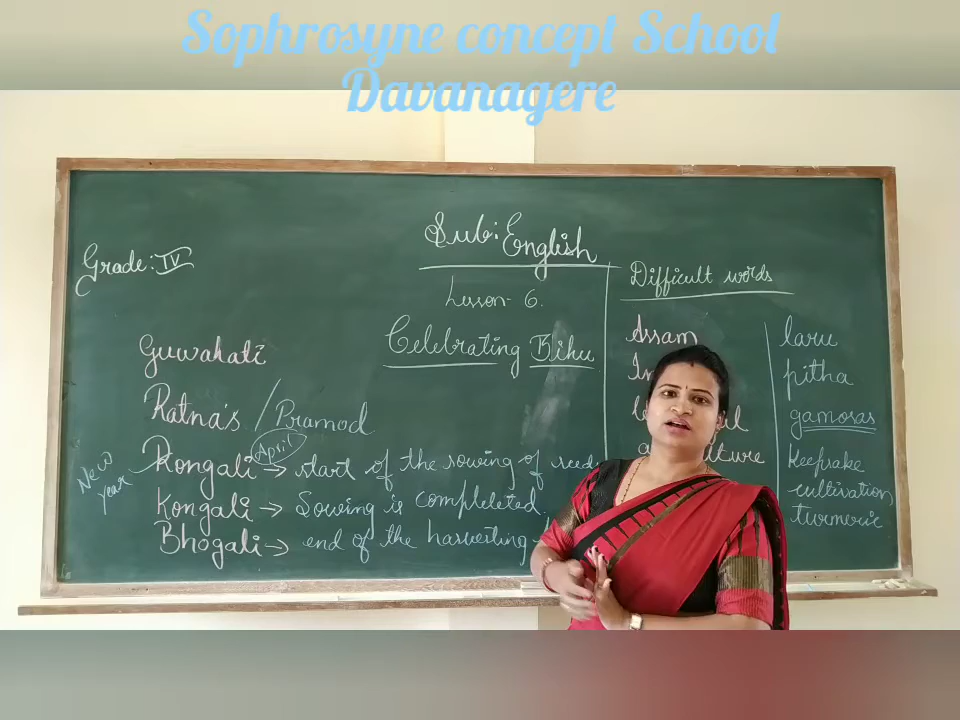 Sophrosyne concept School
Davanagere
Sub: English
Grade: IV
Lesson - 6.
Celebrating Bihu
Guwahati
Ratna's / Pramod
April
New year
Rongali → start of the sowing of seed
Kongali → Sowing is completed.
Bhogali → end of the harvesting
Difficult words
Assam
laru
pitha
gamosas
keepsake
cultivation
turmeric